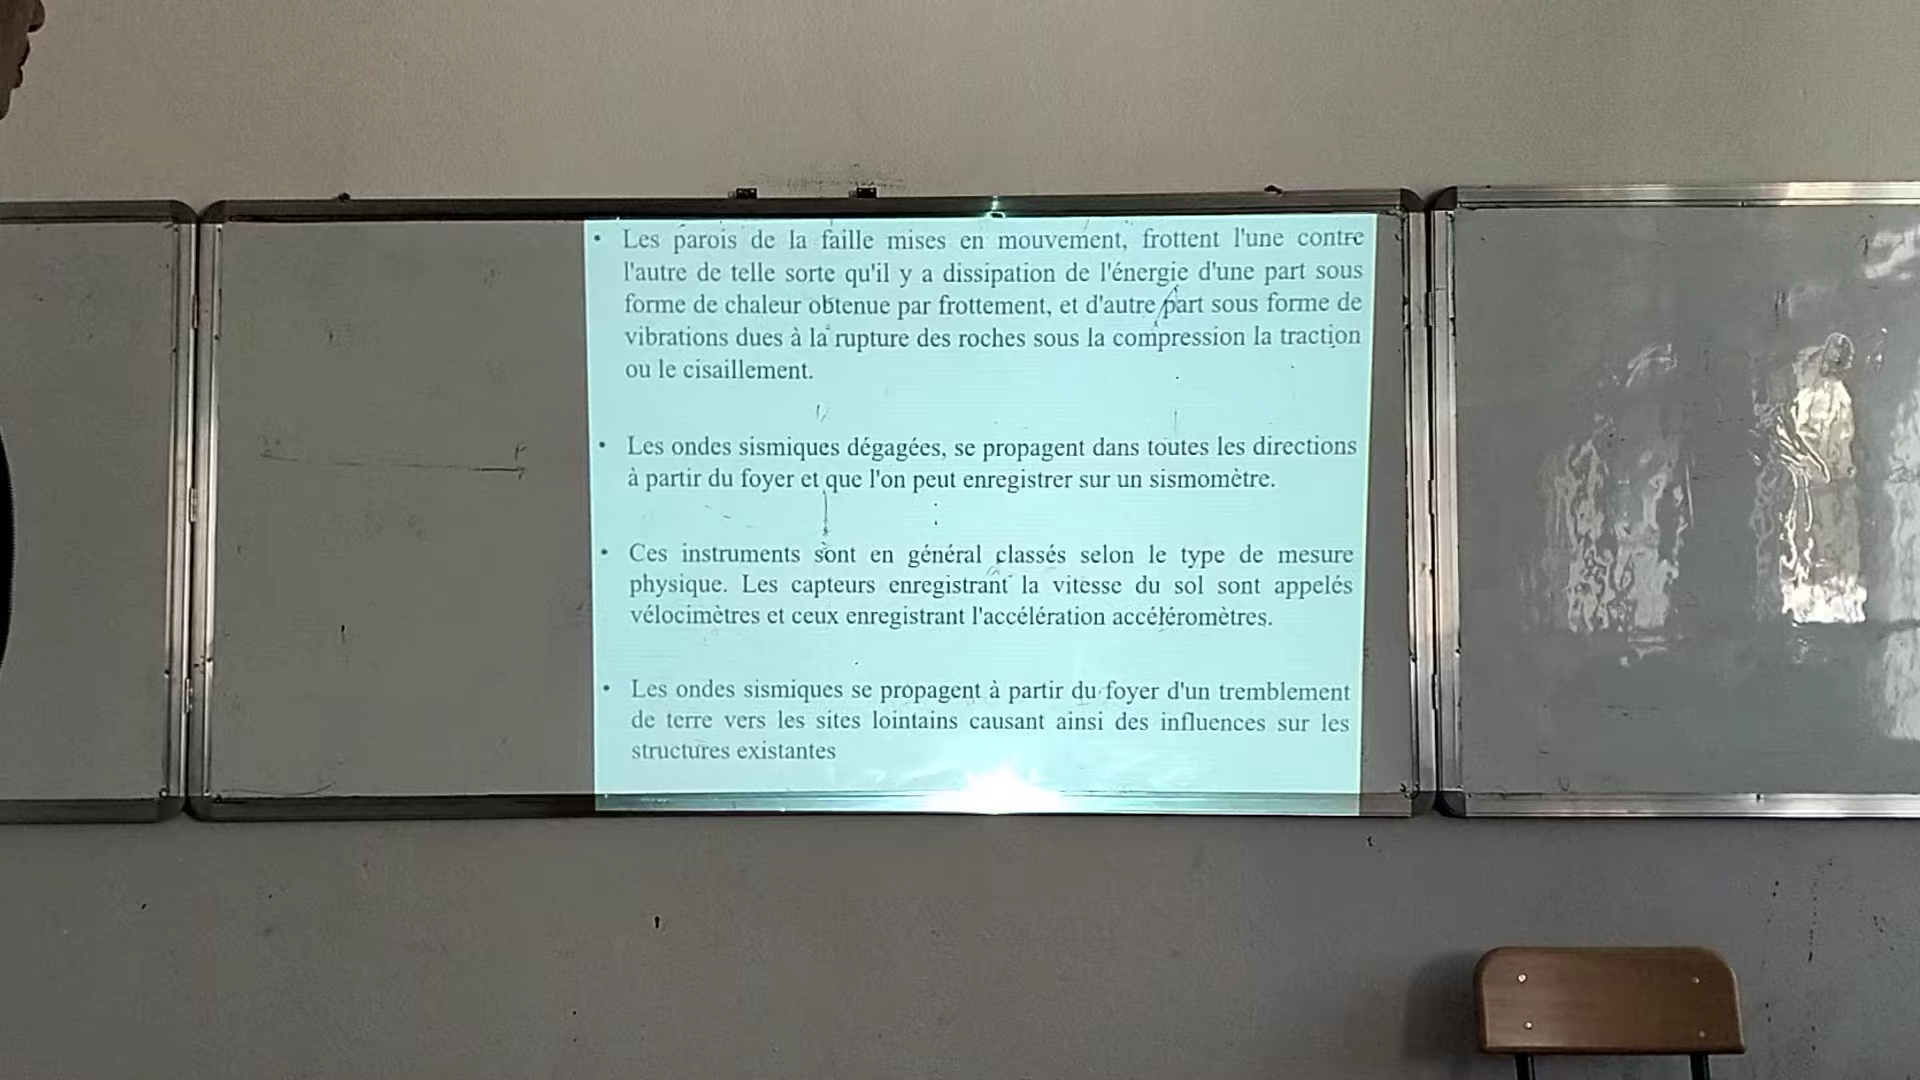 • Les parois de la faille mises en mouvement, frottent l'une contre
l'autre de telle sorte qu'il y a dissipation de l'énergie d'une part sous
forme de chaleur obtenue par frottement, et d'autre part sous forme de
vibrations dues à la rupture des roches sous la compression la traction
ou le cisaillement.
• Les ondes sismiques dégagées, se propagent dans toutes les directions
à partir du foyer et que l'on peut enregistrer sur un sismomètre.
• Ces instruments sont en général classés selon le type de mesure
physique. Les capteurs enregistrant la vitesse du sol sont appelés
vélocimètres et ceux enregistrant l'accélération accéléromètres.
• Les ondes sismiques se propagent à partir du foyer d'un tremblement
de terre vers les sites lointains causant ainsi des influences sur les
structures existantes